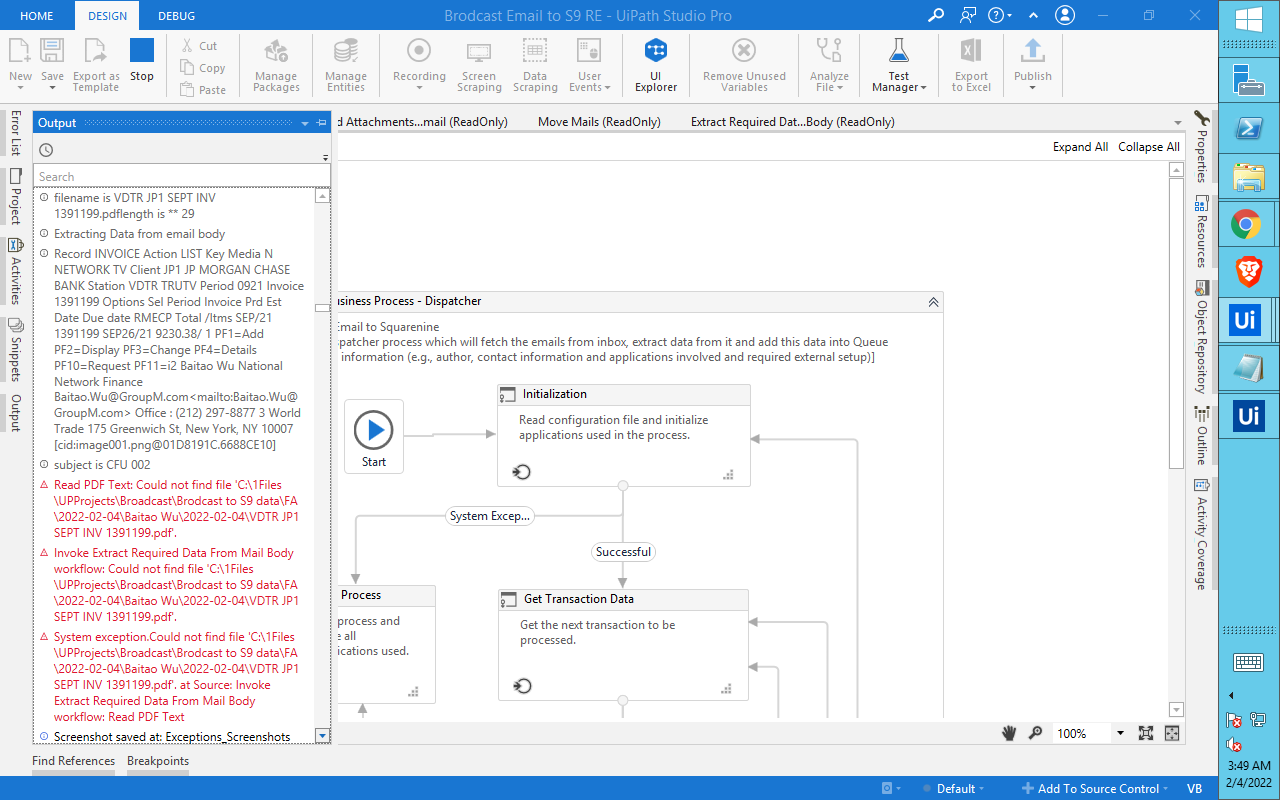 HOME
DESIGN
DEBUG
Brodcast Email to S9 RE - UiPath Studio Pro
New
Save
Export as
Template
Stop
Cut
Copy
Paste
Manage
Packages
Manage
Entities
Recording
Screen
Scraping
Data
Scraping
User
Events
UI
Explorer
Remove Unused
Variables
Analyze
File
Test
Manager
Export
to Excel
Publish
Error List
Project
Activities
Snippets
Output
Output
Search
filename is VDTR JP1 SEPT INV
1391199.pdflength is ** 29
Extracting Data from email body
Record INVOICE Action LIST Key Media N
NETWORK TV Client JP1 JP MORGAN CHASE
BANK Station VDTR TRUTV Period 0921 Invoice
1391199 Options Sel Period Invoice Prd Est
Date Due date RMECP Total /Itms SEP/21
1391199 SEP26/21 9230.38/ 1 PF1=Add
PF2=Display PF3=Change PF4=Details
PF10=Request PF11=i2 Baitao Wu National
Network Finance
Baitao.Wu@GroupM.com<mailto:Baitao.Wu@
GroupM.com> Office : (212) 297-8877 3 World
Trade 175 Greenwich St, New York, NY 10007
[cid:image001.png@01D8191C.6688CE10]
subject is CFU 002
Read PDF Text: Could not find file 'C:\1Files
\UPProjects\Broadcast\Brodcast to S9 data\FA
\2022-02-04\Baitao Wu\2022-02-04\VDTR JP1
SEPT INV 1391199.pdf'.
Invoke Extract Required Data From Mail Body
workflow: Could not find file 'C:\1Files
\UPProjects\Broadcast\Brodcast to S9 data\FA
\2022-02-04\Baitao Wu\2022-02-04\VDTR JP1
SEPT INV 1391199.pdf'.
System exception.Could not find file 'C:\1Files
\UPProjects\Broadcast\Brodcast to S9 data\FA
\2022-02-04\Baitao Wu\2022-02-04\VDTR JP1
SEPT INV 1391199.pdf'. at Source: Invoke
Extract Required Data From Mail Body
workflow: Read PDF Text
Screenshot saved at: Exceptions_Screenshots
Find References
Breakpoints
d Attachments...mail (ReadOnly)
Move Mails (ReadOnly)
Extract Required Dat...Body (ReadOnly)
Expand All
Collapse All
usiness Process - Dispatcher
Email to Squarenine
spatcher process which will fetch the emails from inbox, extract data from it and add this data into Queue
information (e.g., author, contact information and applications involved and required external setup)]
Start
Initialization
Read configuration file and initialize
applications used in the process.
System Excep...
Successful
Process
process and
e all
ications used.
Get Transaction Data
Get the next transaction to be
processed.
100%
Properties
Resources
Object Repository
Outline
Activity Coverage
Default
Add To Source Control
VB
Ui
Ui
3:49 AM
2/4/2022